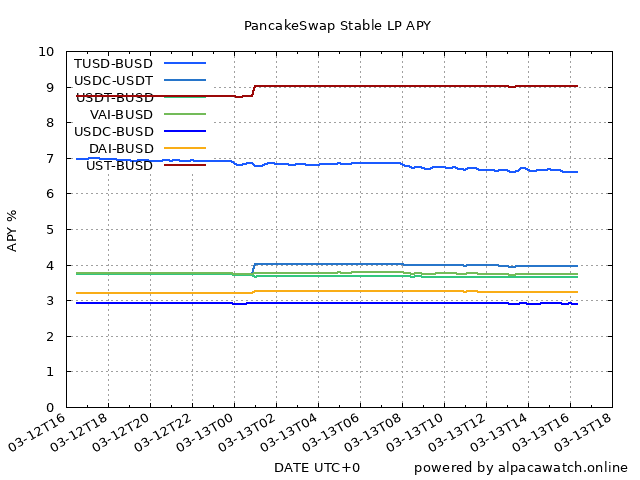 PancakeSwap Stable LP APY
10
9
8
7
6
5
4
3
2
1
0
APY %
TUSD-BUSD
USDC-USDT
USDT-BUSD
VAI-BUSD
USDC-BUSD
DAI-BUSD
UST-BUSD
03-12T16
03-12T18
03-12T20
03-12T22
03-13T00
03-13T02
03-13T04
03-13T06
03-13T08
03-13T10
03-13T12
03-13T14
03-13T16
03-13T18
DATE UTC+0
powered by alpacawatch.online